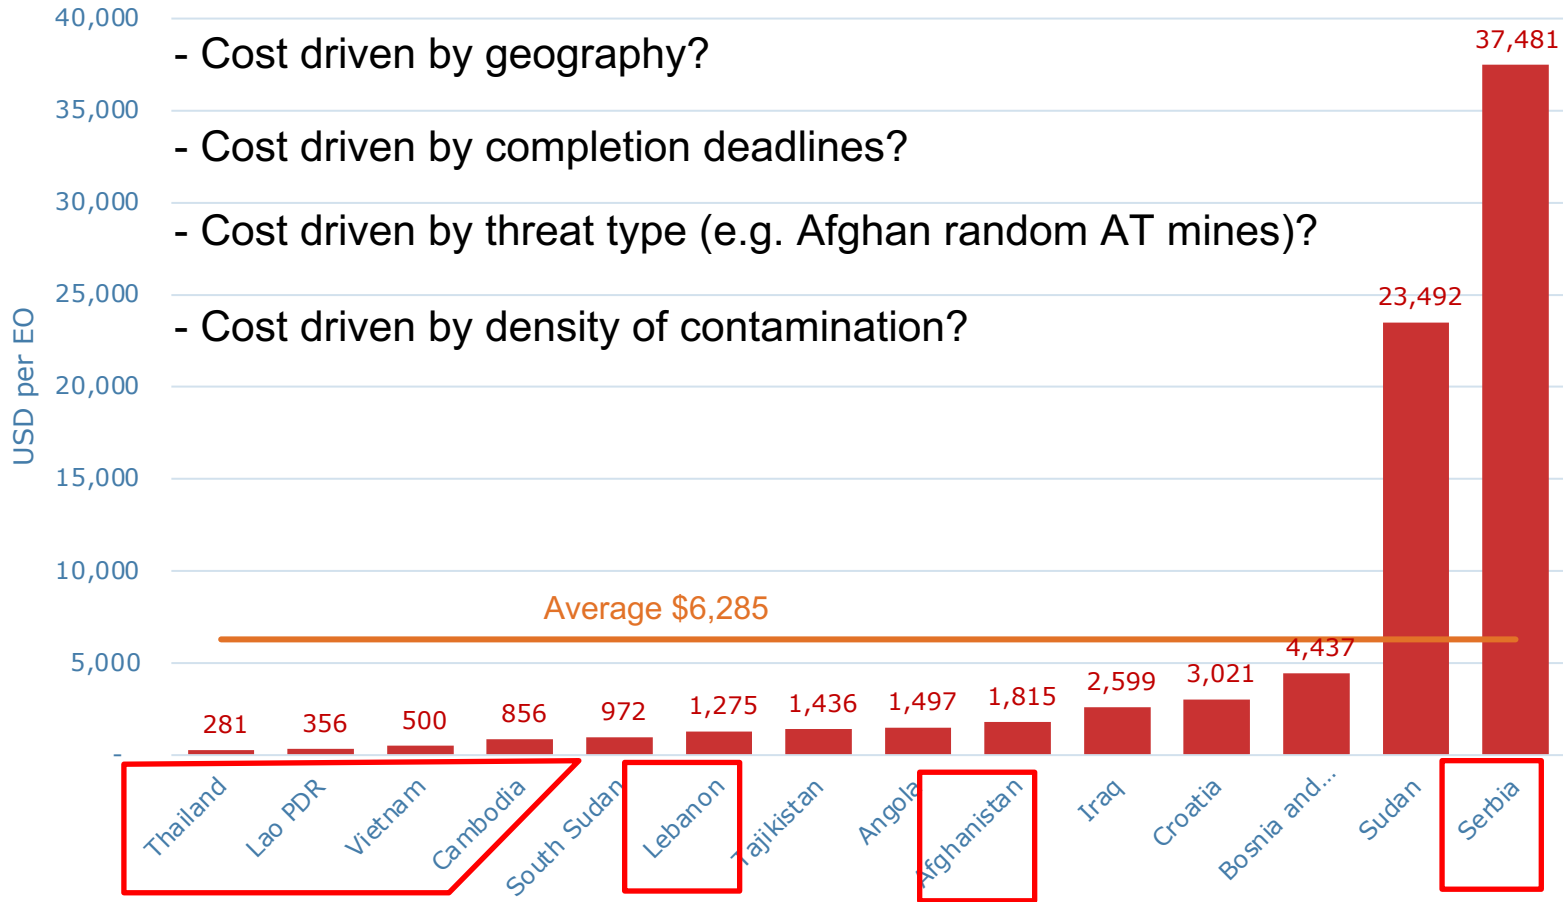 40,000
35,000
30,000
25,000
20,000
15,000
10,000
5,000
-
USD per EO
- Cost driven by geography?
- Cost driven by completion deadlines?
- Cost driven by threat type (e.g. Afghan random AT mines)?
- Cost driven by density of contamination?
Average $6,285
281
356
500
856
972
1,275
1,436
1,497
1,815
2,599
3,021
4,437
23,492
37,481
Thailand
Lao PDR
Vietnam
Cambodia
South Sudan
Lebanon
Tajikistan
Angola
Afghanistan
Iraq
Croatia
Bosnia and...
Sudan
Serbia